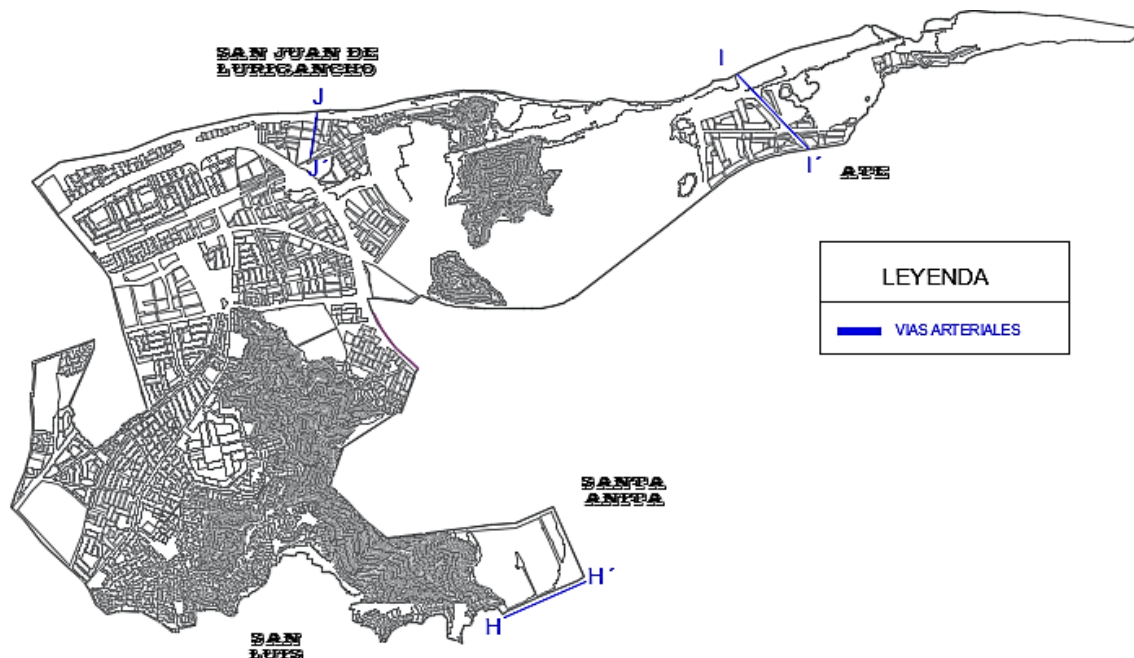 SAN JUAN DE
LURIGANCHO
J
J´
I
I´
ATE
LEYENDA
VIAS ARTERIALES
SANTA
ANITA
H´
H
SAN
LUIS